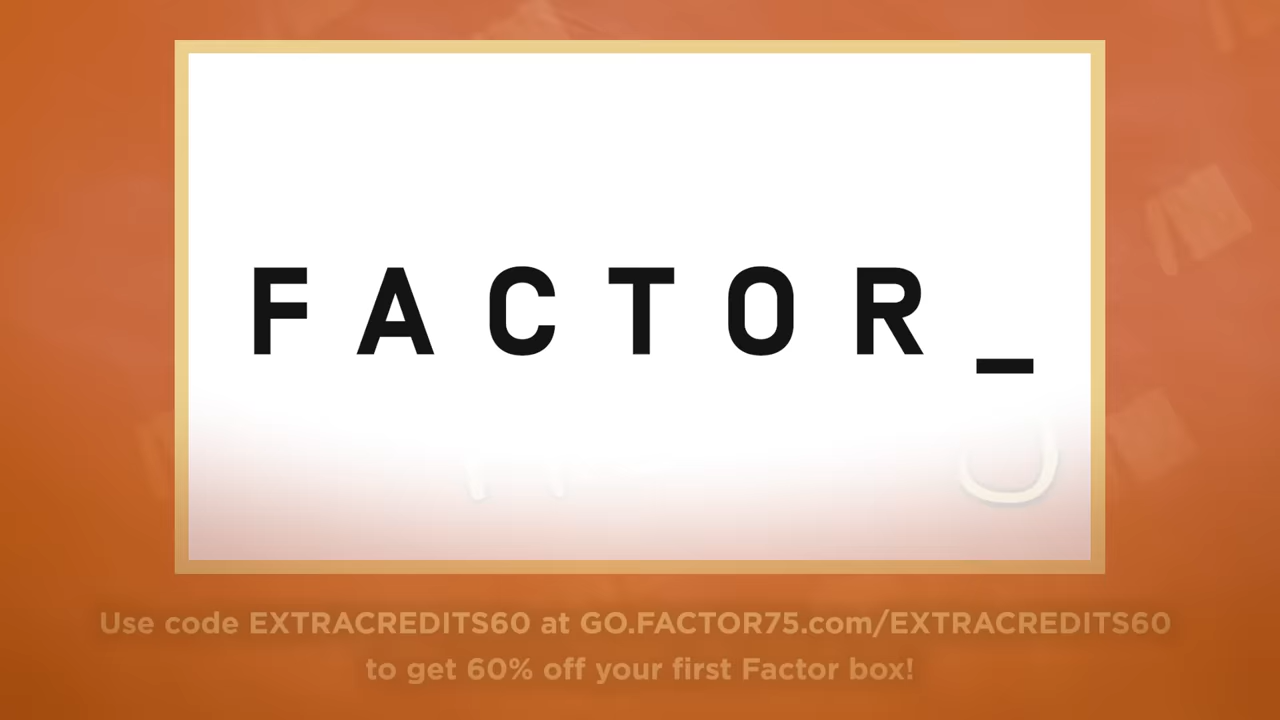 FACTOR_
Use code EXTRACREDITS60 at GO.FACTOR75.com/EXTRACREDITS60
to get 60% off your first Factor box!